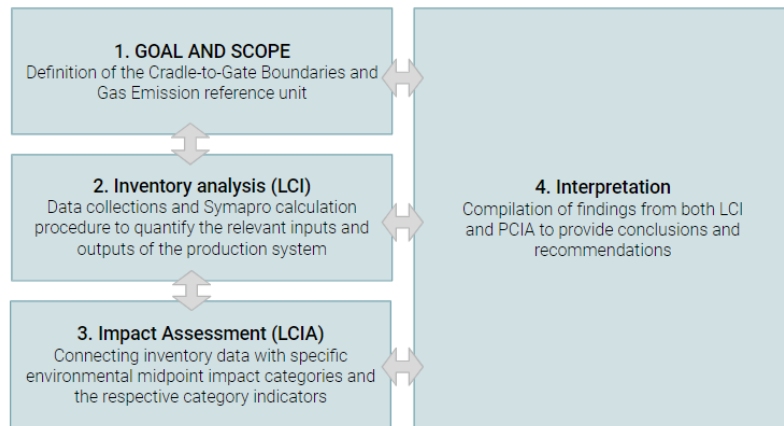 1. GOAL AND SCOPE
Definition of the Cradle-to-Gate Boundaries and
Gas Emission reference unit
2. Inventory analysis (LCI)
Data collections and Symapro calculation
procedure to quantify the relevant inputs and
outputs of the production system
3. Impact Assessment (LCIA)
Connecting inventory data with specific
environmental midpoint impact categories and
the respective category indicators
4. Interpretation
Compilation of findings from both LCI
and PCIA to provide conclusions and
recommendations